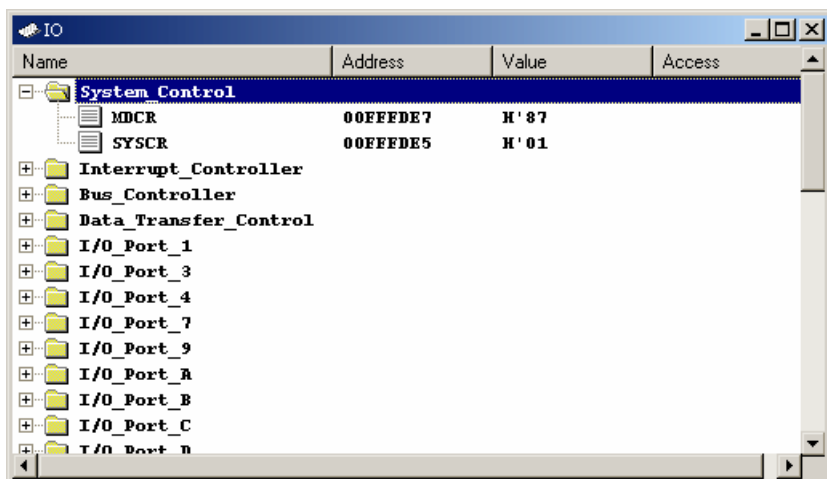 IO
Name Address Value Access
System_Control
MDCR 00FFFDE7 H'87
SYSCR 00FFFDE5 H'01
Interrupt_Controller
Bus_Controller
Data_Transfer_Control
I/O_Port_1
I/O_Port_3
I/O_Port_4
I/O_Port_7
I/O_Port_9
I/O_Port_A
I/O_Port_B
I/O_Port_C
I/O_Port_D